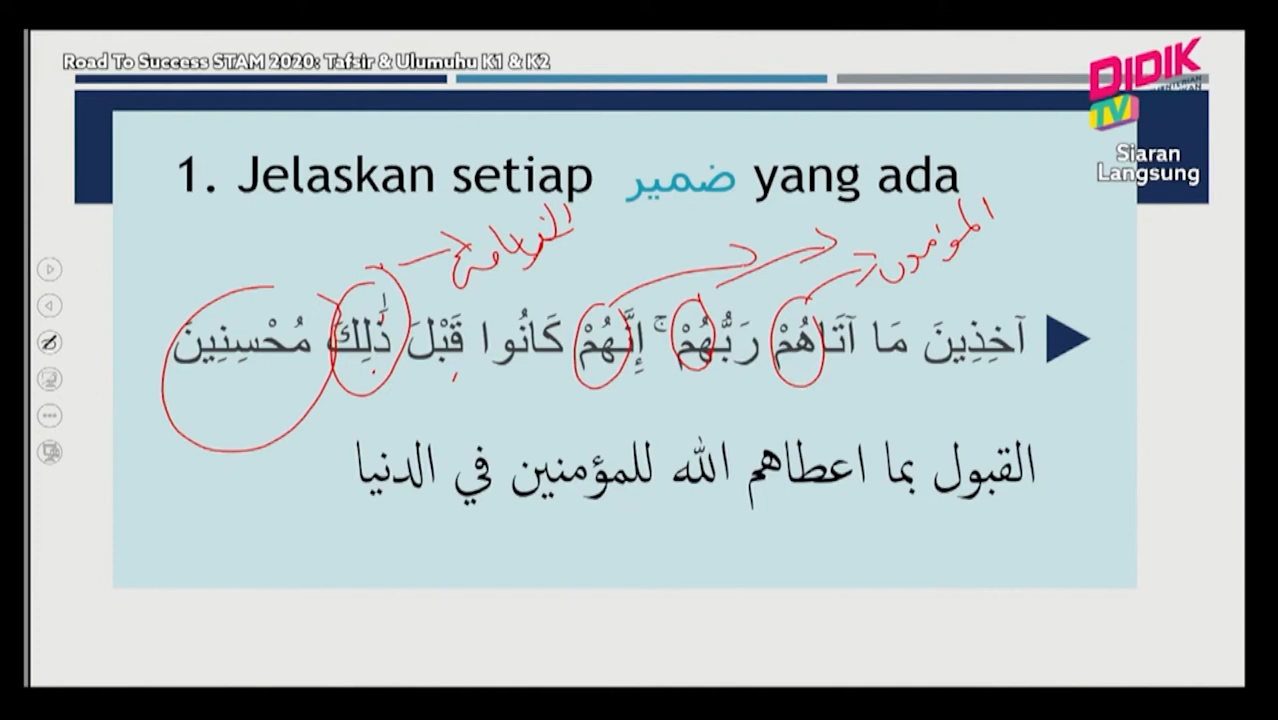 Road To Success STAM 2020: Tafsir & Ulumuhu K1 & K2
DIDIK
TV
Siaran
Langsung
1. Jelaskan setiap ضمير yang ada
المؤمنون
آخِذِينَ مَا آتَاهُمْ رَبُّهُمْ ۚ إِنَّهُمْ كَانُوا قَبْلَ ذَٰلِكَ مُحْسِنِينَ
القبول بما اعطاهم الله للمؤمنين في الدنيا